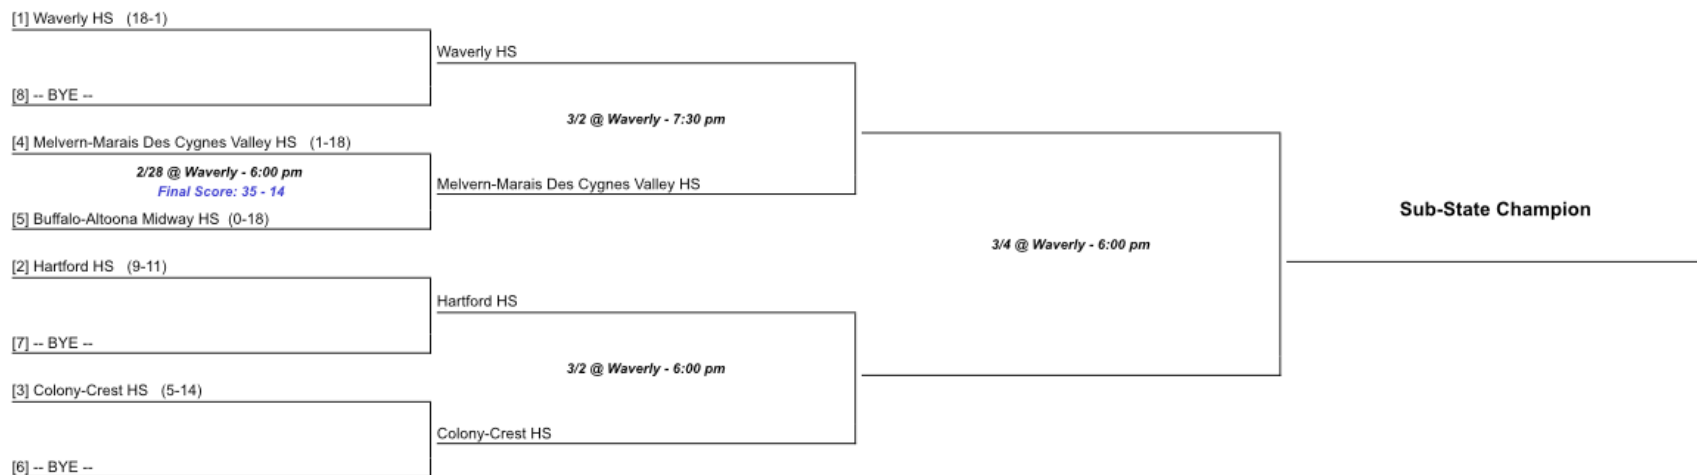 [1] Waverly HS (18-1)
[8] -- BYE --
[4] Melvern-Marais Des Cygnes Valley HS (1-18)
2/28 @ Waverly - 6:00 pm
Final Score: 35 - 14
[5] Buffalo-Altoona Midway HS (0-18)
[2] Hartford HS (9-11)
[7] -- BYE --
[3] Colony-Crest HS (5-14)
[6] -- BYE --
Waverly HS
3/2 @ Waverly - 7:30 pm
Melvern-Marais Des Cygnes Valley HS
Hartford HS
3/2 @ Waverly - 6:00 pm
Colony-Crest HS
3/4 @ Waverly - 6:00 pm
Sub-State Champion